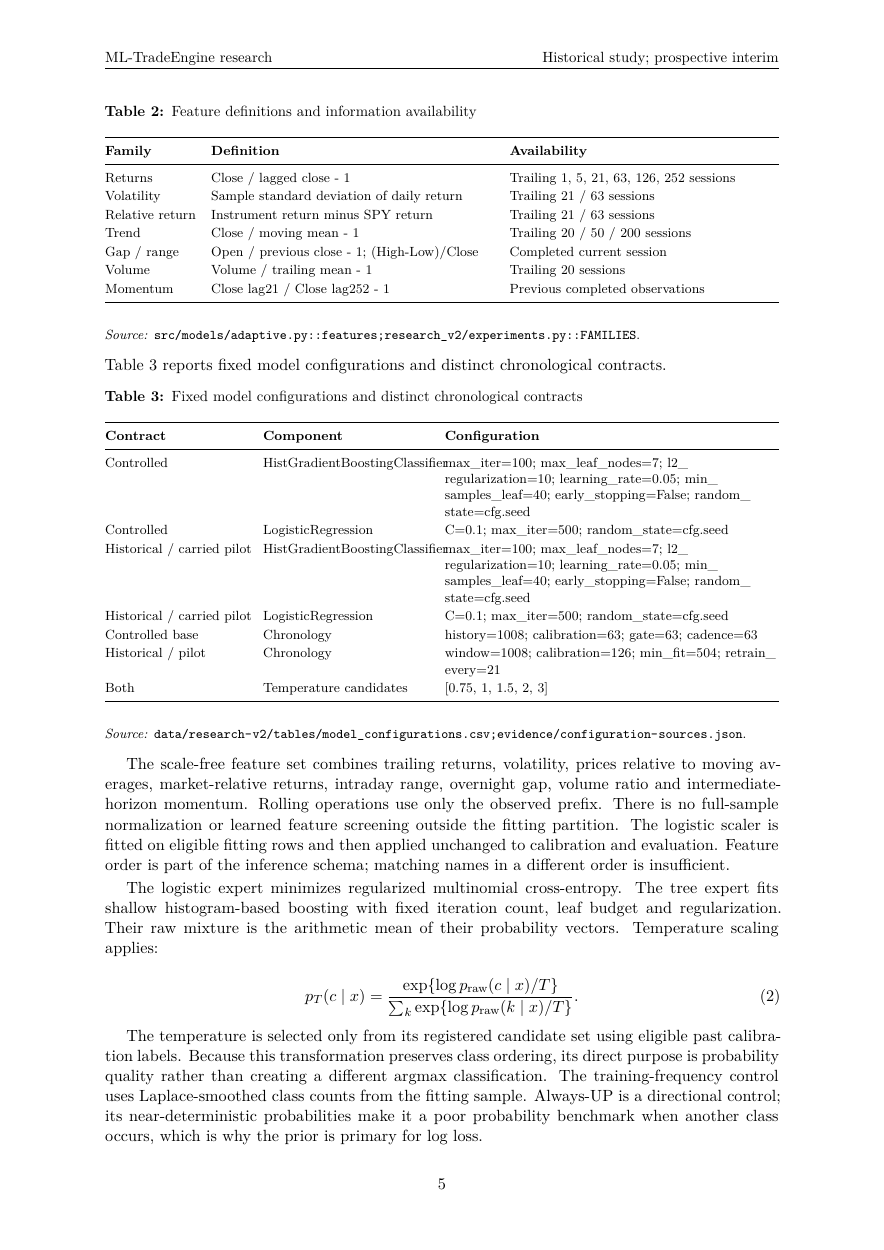 ML-TradeEngine research Historical study; prospective interim
Table 2: Feature definitions and information availability
Family Definition Availability
Returns Close / lagged close - 1 Trailing 1, 5, 21, 63, 126, 252 sessions
Volatility Sample standard deviation of daily return Trailing 21 / 63 sessions
Relative return Instrument return minus SPY return Trailing 21 / 63 sessions
Trend Close / moving mean - 1 Trailing 20 / 50 / 200 sessions
Gap / range Open / previous close - 1; (High-Low)/Close Completed current session
Volume Volume / trailing mean - 1 Trailing 20 sessions
Momentum Close lag21 / Close lag252 - 1 Previous completed observations
Source: src/models/adaptive.py::features;research_v2/experiments.py::FAMILIES.
Table 3 reports fixed model configurations and distinct chronological contracts.
Table 3: Fixed model configurations and distinct chronological contracts
Contract Component Configuration
Controlled HistGradientBoostingClassifier max_iter=100; max_leaf_nodes=7; l2_
regularization=10; learning_rate=0.05; min_
samples_leaf=40; early_stopping=False; random_
state=cfg.seed
Controlled LogisticRegression C=0.1; max_iter=500; random_state=cfg.seed
Historical / carried pilot HistGradientBoostingClassifier max_iter=100; max_leaf_nodes=7; l2_
regularization=10; learning_rate=0.05; min_
samples_leaf=40; early_stopping=False; random_
state=cfg.seed
Historical / carried pilot LogisticRegression C=0.1; max_iter=500; random_state=cfg.seed
Controlled base Chronology history=1008; calibration=63; gate=63; cadence=63
Historical / pilot Chronology window=1008; calibration=126; min_fit=504; retrain_
every=21
Both Temperature candidates [0.75, 1, 1.5, 2, 3]
Source: data/research-v2/tables/model_configurations.csv;evidence/configuration-sources.json.
The scale-free feature set combines trailing returns, volatility, prices relative to moving av-
erages, market-relative returns, intraday range, overnight gap, volume ratio and intermediate-
horizon momentum. Rolling operations use only the observed prefix. There is no full-sample
normalization or learned feature screening outside the fitting partition. The logistic scaler is
fitted on eligible fitting rows and then applied unchanged to calibration and evaluation. Feature
order is part of the inference schema; matching names in a different order is insufficient.
The logistic expert minimizes regularized multinomial cross-entropy. The tree expert fits
shallow histogram-based boosting with fixed iteration count, leaf budget and regularization.
Their raw mixture is the arithmetic mean of their probability vectors. Temperature scaling
applies:
p_T(c | x) = exp{log p_raw(c | x)/T} / ∑_k exp{log p_raw(k | x)/T}. (2)
The temperature is selected only from its registered candidate set using eligible past calibra-
tion labels. Because this transformation preserves class ordering, its direct purpose is probability
quality rather than creating a different argmax classification. The training-frequency control
uses Laplace-smoothed class counts from the fitting sample. Always-UP is a directional control;
its near-deterministic probabilities make it a poor probability benchmark when another class
occurs, which is why the prior is primary for log loss.
5